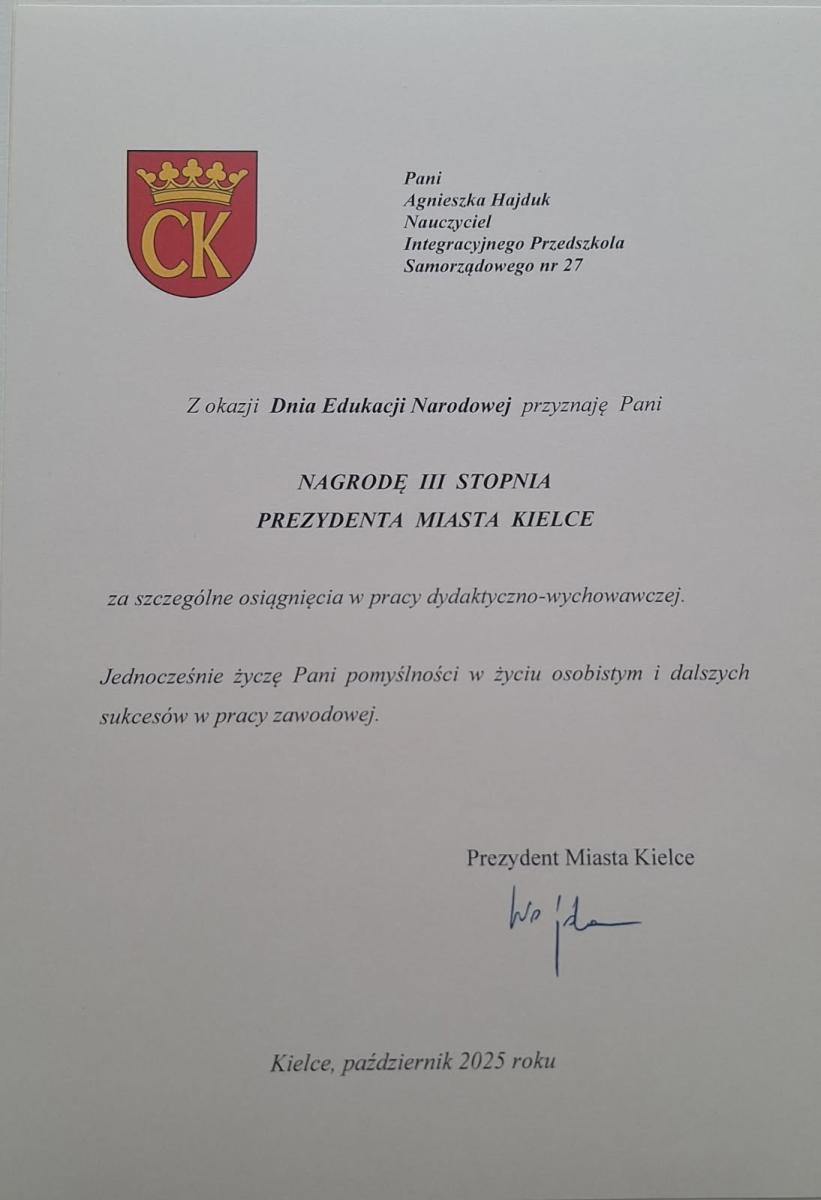 CK
Pani
Agnieszka Hajduk
Nauczyciel
Integracyjnego Przedszkola
Samorządowego nr 27
Z okazji Dnia Edukacji Narodowej przyznaję Pani
NAGRODĘ III STOPNIA
PREZYDENTA MIASTA KIELCE
za szczególne osiągnięcia w pracy dydaktyczno-wychowawczej.
Jednocześnie życzę Pani pomyślności w życiu osobistym i dalszych
sukcesów w pracy zawodowej.
Prezydent Miasta Kielce
Kielce, październik 2025 roku